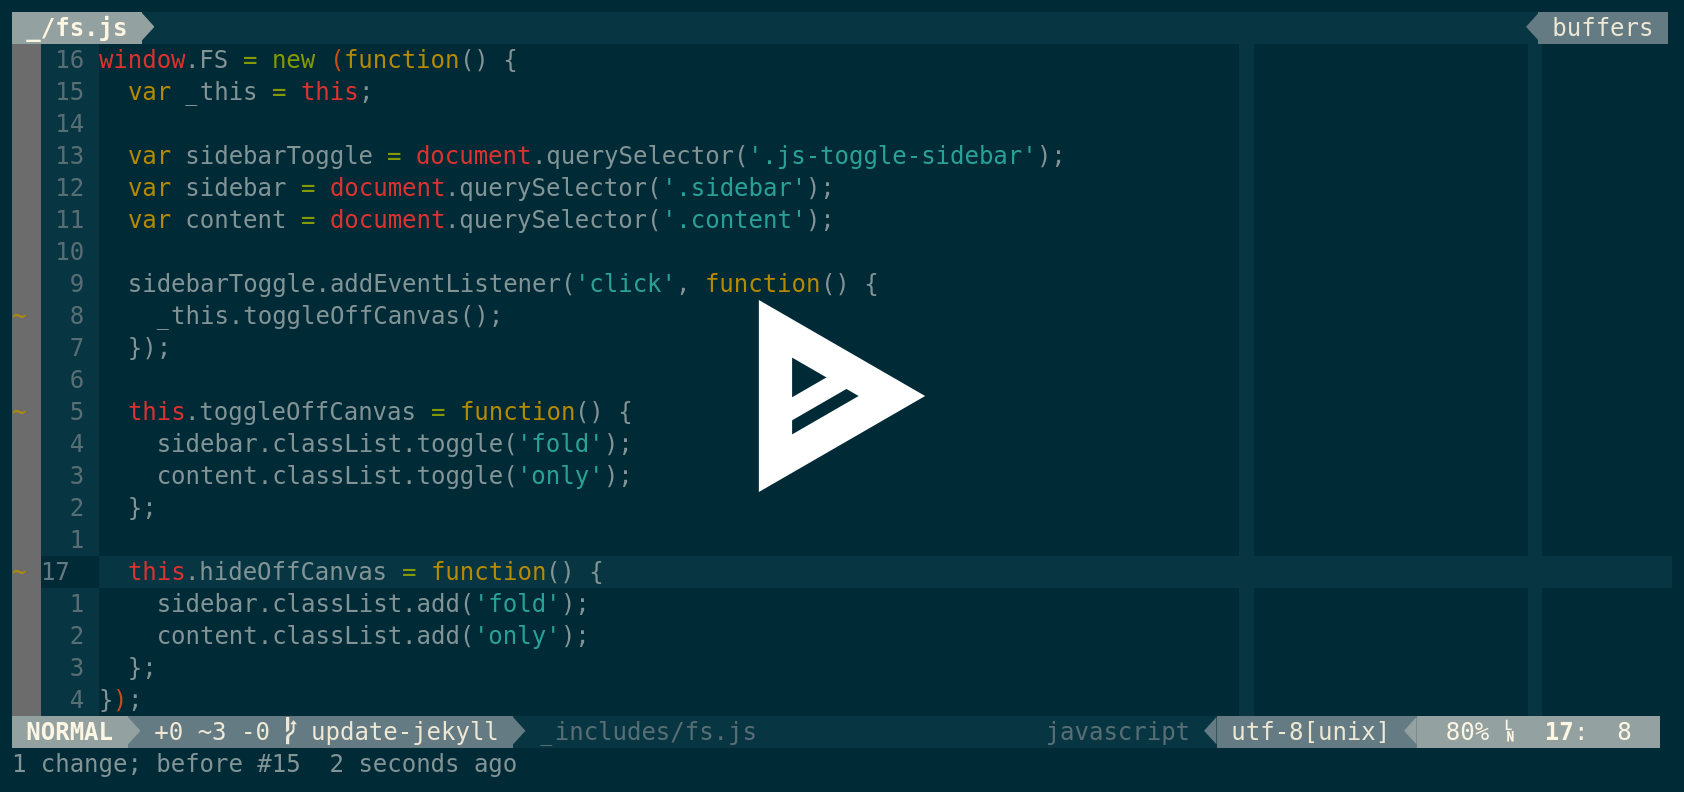 _/fs.js buffers
16 window.FS = new (function() {
15   var _this = this;
14
13   var sidebarToggle = document.querySelector('.js-toggle-sidebar');
12   var sidebar = document.querySelector('.sidebar');
11   var content = document.querySelector('.content');
10
9   sidebarToggle.addEventListener('click', function() {
~ 8     _this.toggleOffCanvas();
7   });
6
~ 5   this.toggleOffCanvas = function() {
4     sidebar.classList.toggle('fold');
3     content.classList.toggle('only');
2   };
1
~ 17   this.hideOffCanvas = function() {
1     sidebar.classList.add('fold');
2     content.classList.add('only');
3   };
4 });
NORMAL +0 ~3 -0  update-jekyll _includes/fs.js javascript utf-8[unix] 80% LN 17: 8
1 change; before #15  2 seconds ago